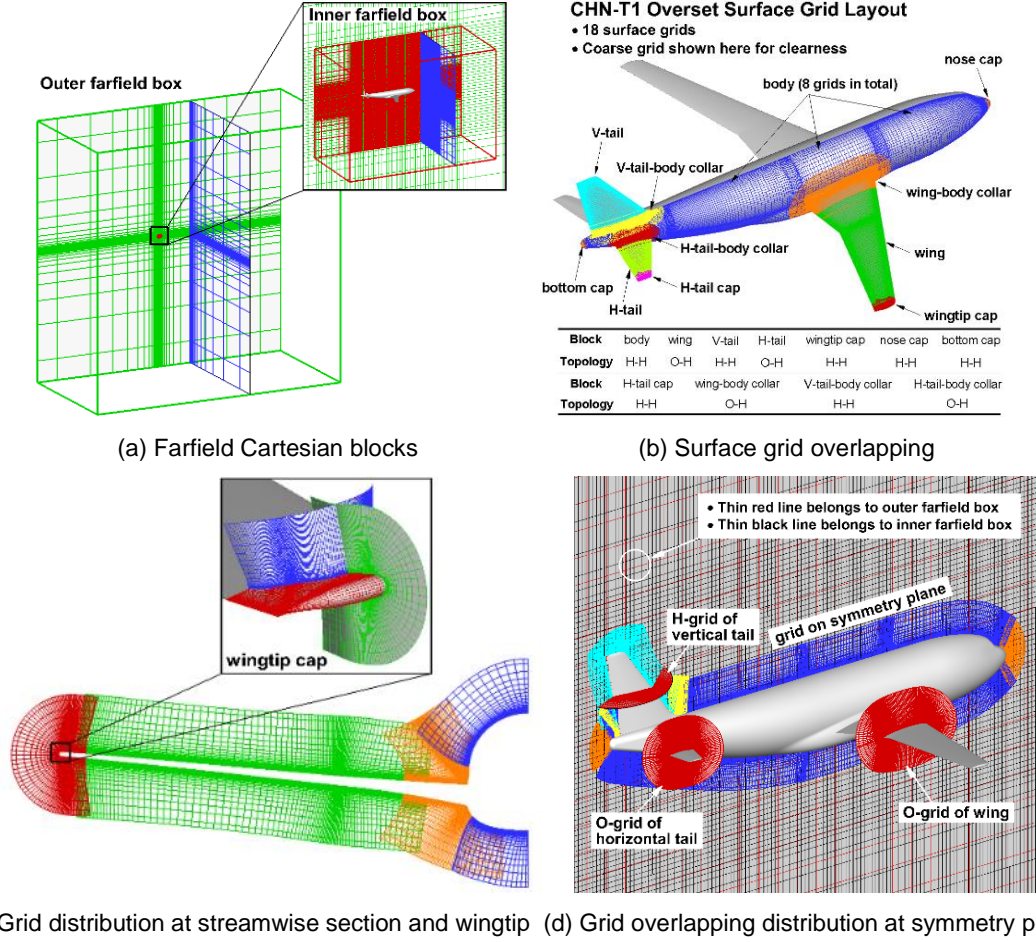 Inner farfield box
Outer farfield box
(a) Farfield Cartesian blocks
CHN-T1 Overset Surface Grid Layout
• 18 surface grids
• Coarse grid shown here for clearness
nose cap
body (8 grids in total)
V-tail
V-tail-body collar
wing-body collar
H-tail-body collar
wing
bottom cap
H-tail cap
H-tail
wingtip cap
Block body wing V-tail H-tail wingtip cap nose cap bottom cap
Topology H-H O-H H-H O-H H-H H-H H-H
Block H-tail cap wing-body collar V-tail-body collar H-tail-body collar
Topology H-H O-H H-H O-H
(b) Surface grid overlapping
wingtip cap
Grid distribution at streamwise section and wingtip
• Thin red line belongs to outer farfield box
• Thin black line belongs to inner farfield box
H-grid of
vertical tail
grid on symmetry plane
O-grid of wing
O-grid of
horizontal tail
(d) Grid overlapping distribution at symmetry p